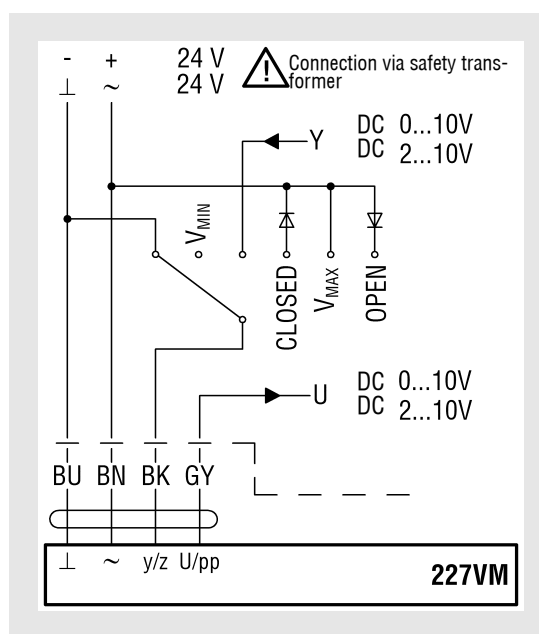 - + 24 V
⊥ ~ 24 V
! Connection via safety trans-
former
Y DC 0...10V
DC 2...10V
VMIN
CLOSED
VMAX
OPEN
U DC 0...10V
DC 2...10V
BU BN BK GY
⊥ ~ y/z U/pp
227VM